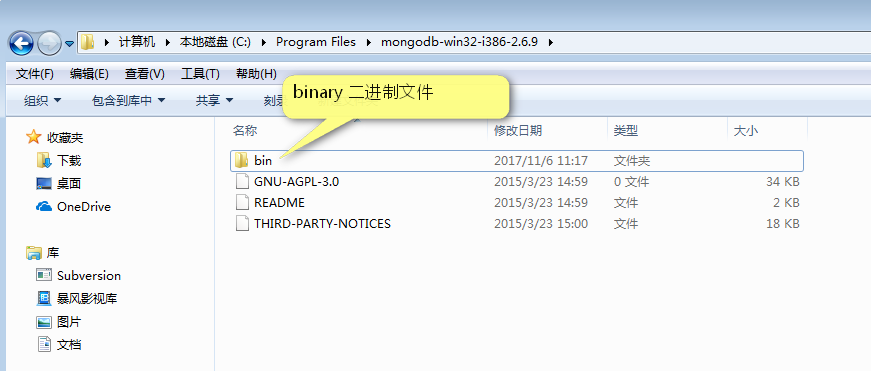 计算机 本地磁盘 (C:) Program Files mongodb-win32-i386-2.6.9
文件(F) 编辑(E) 查看(V) 工具(T) 帮助(H)
组织 包含到库中 共享 刻录
binary 二进制文件
名称 修改日期 类型 大小
收藏夹
下载
桌面
OneDrive
库
Subversion
暴风影视库
图片
文档
bin 2017/11/6 11:17 文件夹
GNU-AGPL-3.0 2015/3/23 14:59 0 文件 34 KB
README 2015/3/23 14:59 文件 2 KB
THIRD-PARTY-NOTICES 2015/3/23 15:00 文件 18 KB